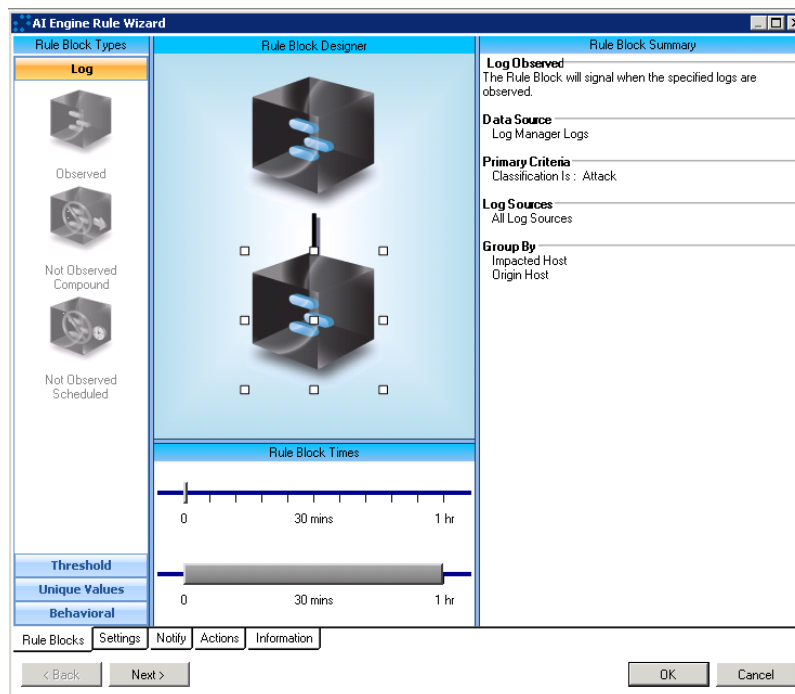 AI Engine Rule Wizard
Rule Block Types
Log
Observed
Not Observed
Compound
Not Observed
Scheduled
Threshold
Unique Values
Behavioral
Rule Block Designer
Rule Block Times
0 30 mins 1 hr
0 30 mins 1 hr
Rule Block Summary
Log Observed
The Rule Block will signal when the specified logs are
observed.
Data Source
Log Manager Logs
Primary Criteria
Classification Is : Attack
Log Sources
All Log Sources
Group By
Impacted Host
Origin Host
Rule Blocks Settings Notify Actions Information
< Back Next > OK Cancel